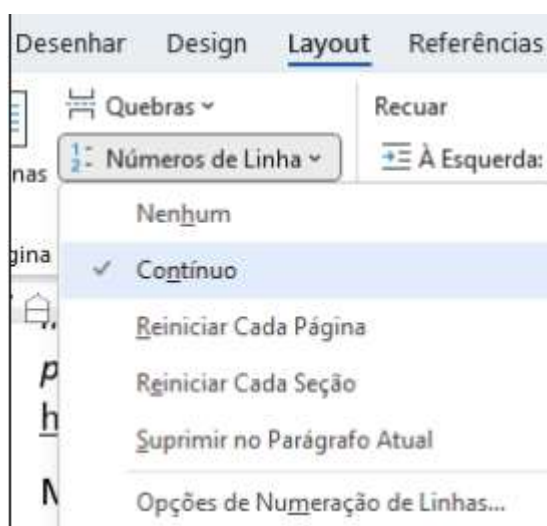 Desenhar Design Layout Referências
Quebras Recuar
nas Números de Linha À Esquerda:
Nenhum
gina
Contínuo
Reiniciar Cada Página
p
Reiniciar Cada Seção
h
Suprimir no Parágrafo Atual
Opções de Numeração de Linhas...